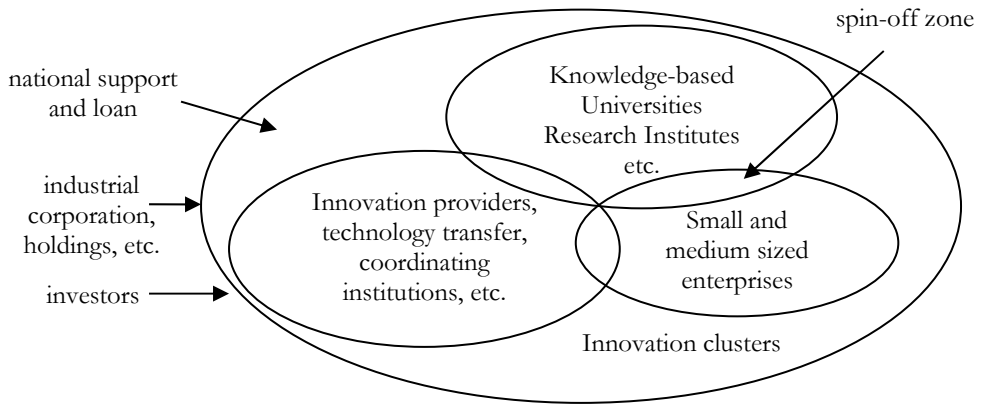 spin-off zone
national support
and loan
Knowledge-based
Universities
Research Institutes
etc.
industrial
corporation,
holdings, etc.
Innovation providers,
technology transfer,
coordinating
institutions, etc.
Small and
medium sized
enterprises
investors
Innovation clusters